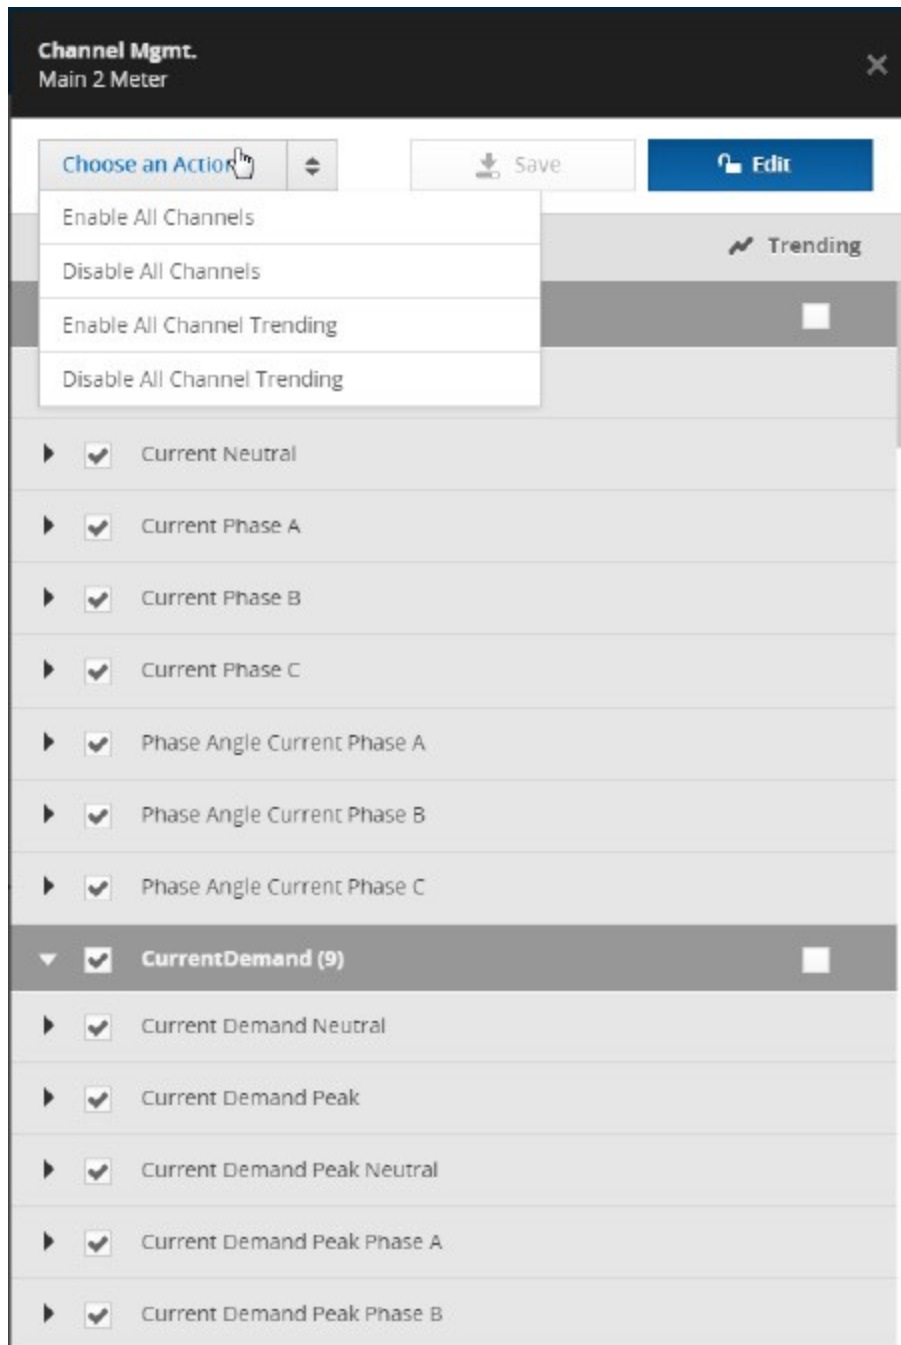 Channel Mgmt.
Main 2 Meter
Choose an Action
Save
Edit
Enable All Channels
Trending
Disable All Channels
Enable All Channel Trending
Disable All Channel Trending
Current Neutral
Current Phase A
Current Phase B
Current Phase C
Phase Angle Current Phase A
Phase Angle Current Phase B
Phase Angle Current Phase C
CurrentDemand (9)
Current Demand Neutral
Current Demand Peak
Current Demand Peak Neutral
Current Demand Peak Phase A
Current Demand Peak Phase B